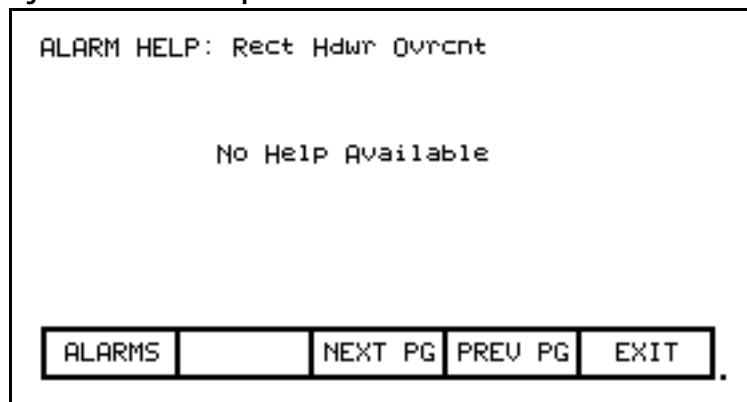 ALARM HELP: Rect Hdwr Ovrcnt
No Help Available
ALARMS NEXT PG PREV PG EXIT
.